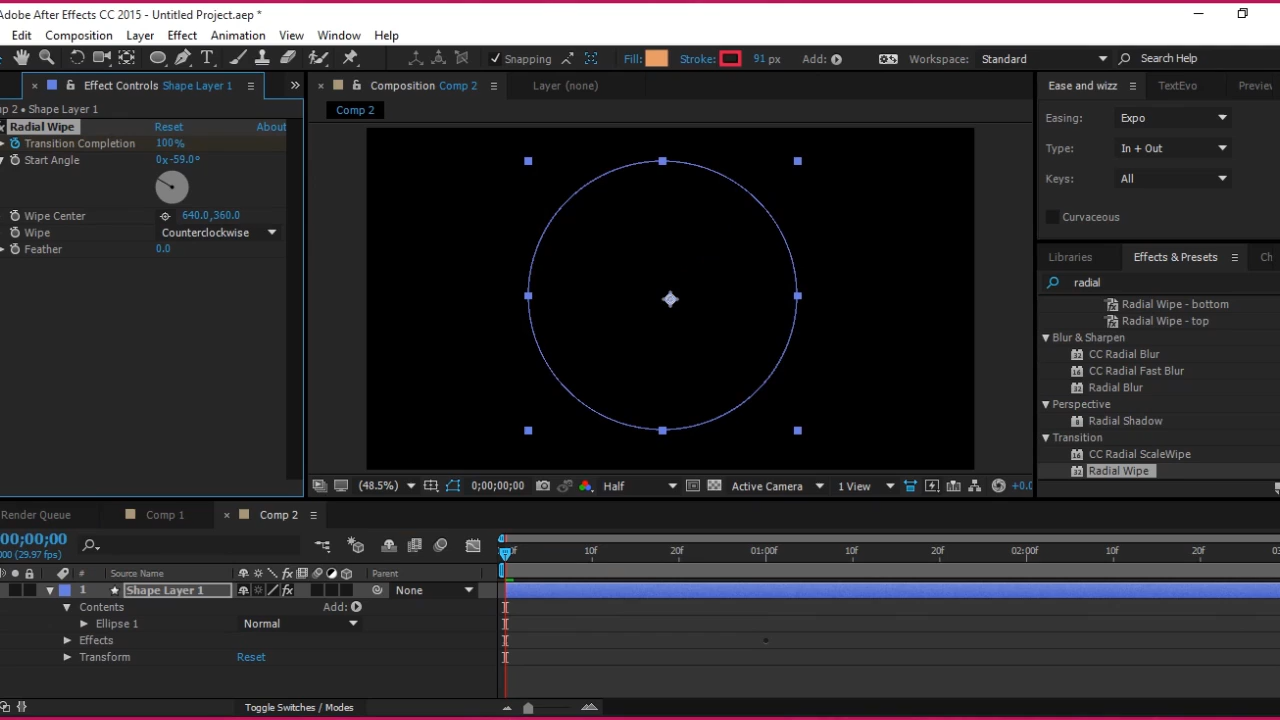 Adobe After Effects CC 2015 - Untitled Project.aep *
Edit Composition Layer Effect Animation View Window Help
Snapping Fill: Stroke: 91 px Add: Workspace: Standard Search Help
Effect Controls Shape Layer 1
Composition Comp 2
Layer (none)
Ease and wizz
TextEvo
Preview
mp 2 • Shape Layer 1
Comp 2
Radial Wipe Reset About
Transition Completion 100%
Start Angle 0x-59.0°
Wipe Center 640.0,360.0
Wipe Counterclockwise
Feather 0.0
Easing: Expo
Type: In + Out
Keys: All
Curvaceous
Libraries Effects & Presets Ch
radial
Radial Wipe - bottom
Radial Wipe - top
Blur & Sharpen
CC Radial Blur
CC Radial Fast Blur
Radial Blur
Perspective
Radial Shadow
Transition
CC Radial ScaleWipe
Radial Wipe
(48.5%) 0;00;00;00 Half Active Camera 1 View +0.0
Render Queue Comp 1 Comp 2
00;00;00
000 (29.97 fps)
0f 10f 20f 01:00f 10f 20f 02:00f 10f 20f 03
# Source Name Parent
1 Shape Layer 1 None
Contents Add:
Ellipse 1 Normal
Effects
Transform Reset
Toggle Switches / Modes